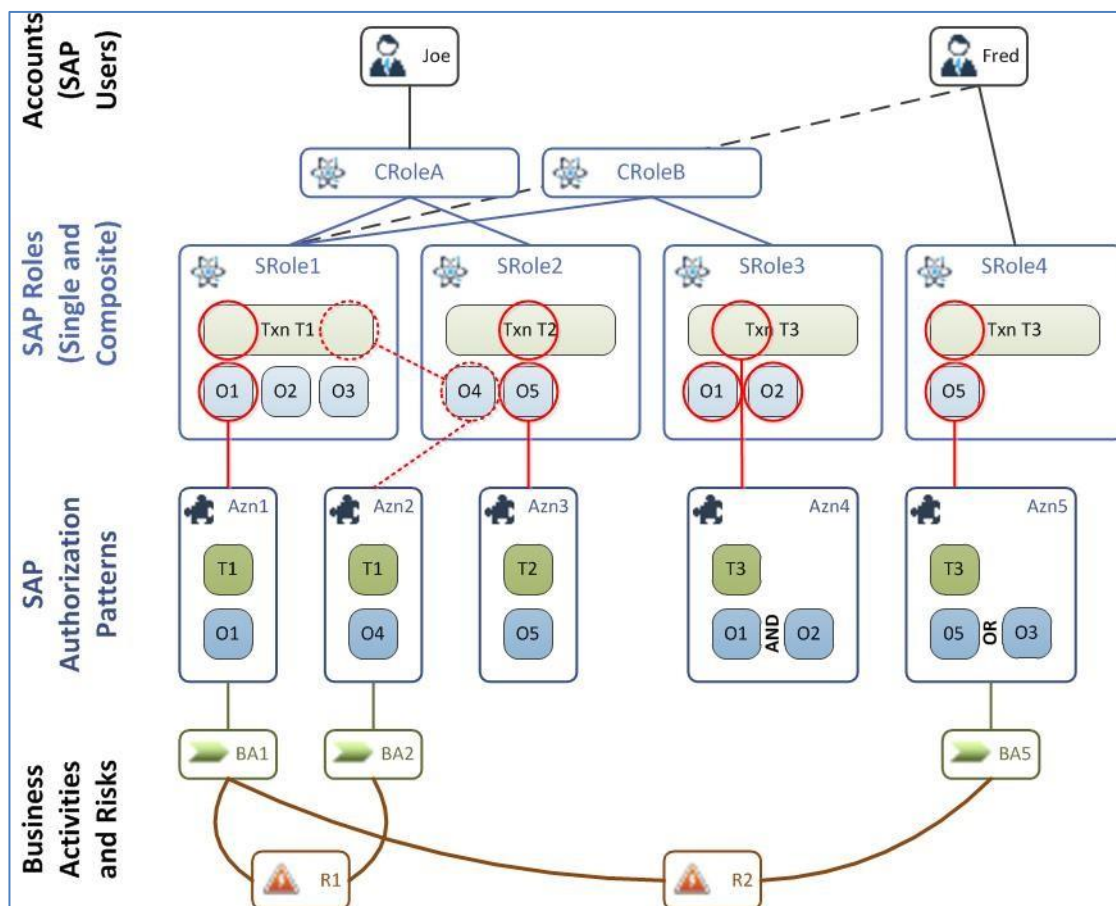 Accounts
(SAP
Users)
Joe
Fred
CRoleA
CRoleB
SAP Roles
(Single and
Composite)
SRole1
SRole2
SRole3
SRole4
Txn T1
Txn T2
Txn T3
Txn T3
O1
O2
O3
O4
O5
O1
O2
O5
SAP
Authorization
Patterns
Azn1
Azn2
Azn3
Azn4
Azn5
T1
T1
T2
T3
T3
O1
O4
O5
O1
AND
O2
05
OR
O3
Business
Activities
and Risks
BA1
BA2
BA5
R1
R2